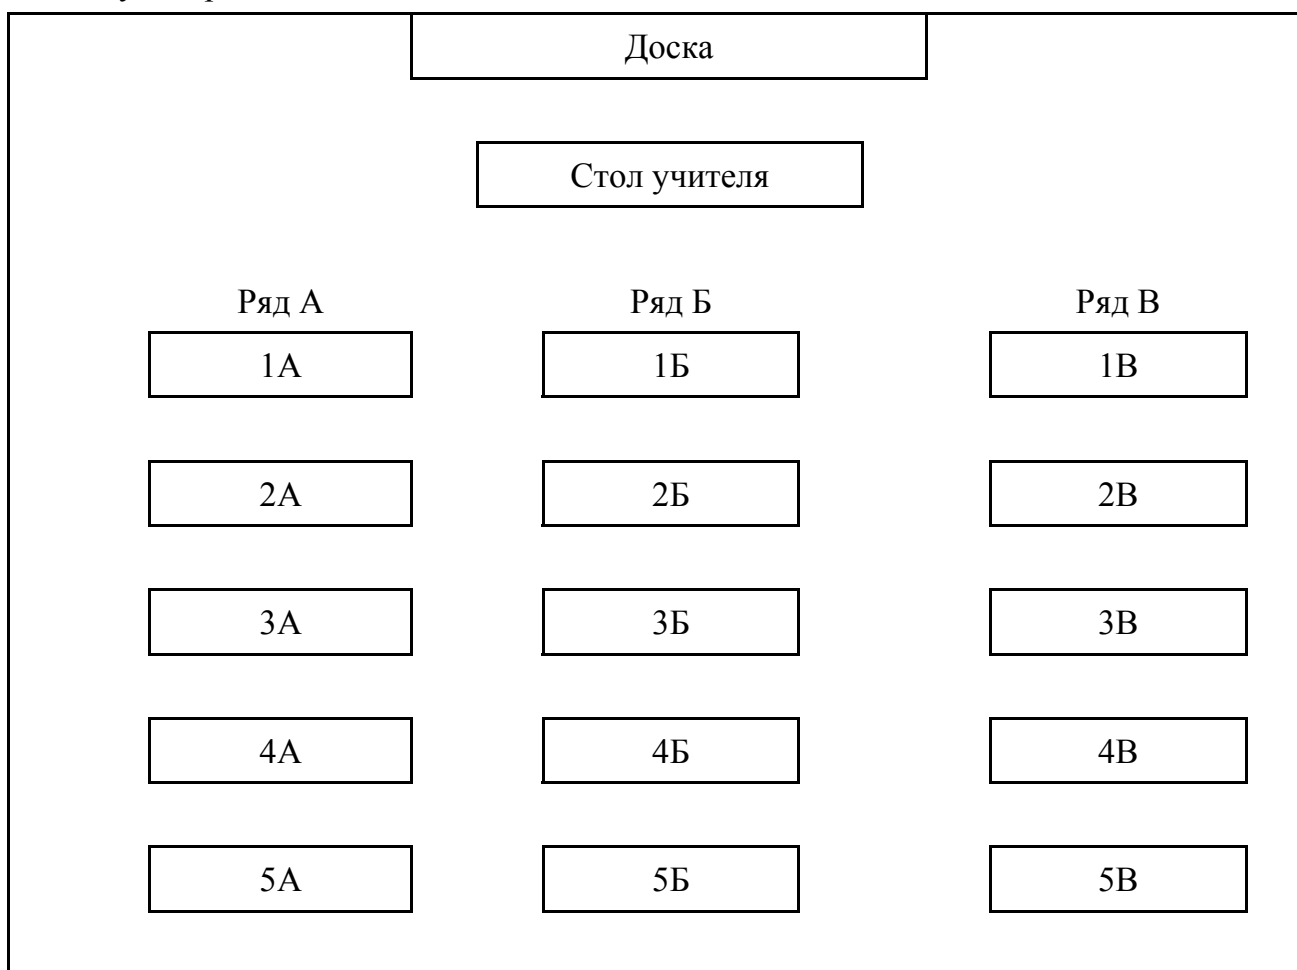 Доска
Стол учителя
Ряд А Ряд Б Ряд В
1А 1Б 1В
2А 2Б 2В
3А 3Б 3В
4А 4Б 4В
5А 5Б 5В